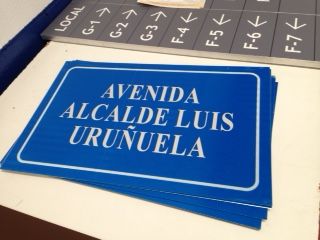 LOCAL
G-1
G-2
G-3
F-4
F-5
F-6
F-7
AVENIDA
ALCALDE LUIS
URUÑUELA